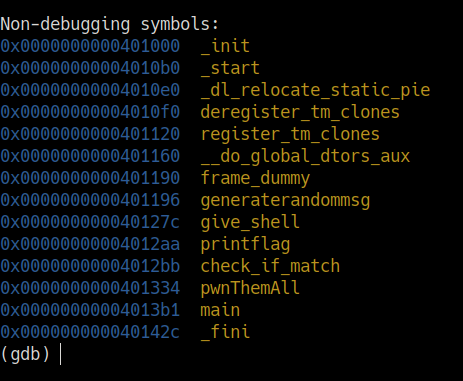 Non-debugging symbols:
0x0000000000401000  _init
0x00000000004010b0  _start
0x00000000004010e0  _dl_relocate_static_pie
0x00000000004010f0  deregister_tm_clones
0x0000000000401120  register_tm_clones
0x0000000000401160  __do_global_dtors_aux
0x0000000000401190  frame_dummy
0x0000000000401196  generaterandommsg
0x000000000040127c  give_shell
0x00000000004012aa  printflag
0x00000000004012bb  check_if_match
0x0000000000401334  pwnThemAll
0x00000000004013b1  main
0x000000000040142c  _fini
(gdb)